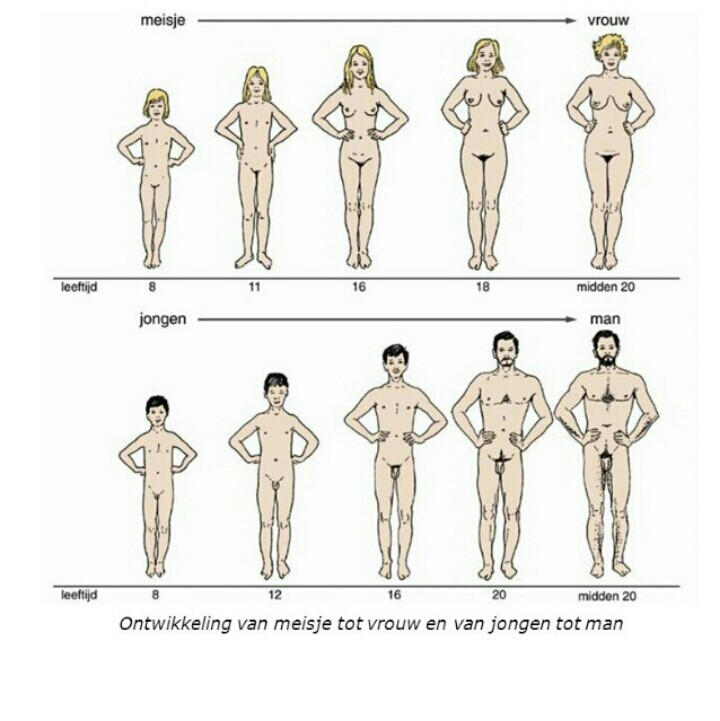 meisje vrouw
leeftijd 8 11 16 18 midden 20
jongen man
leeftijd 8 12 16 20 midden 20
Ontwikkeling van meisje tot vrouw en van jongen tot man